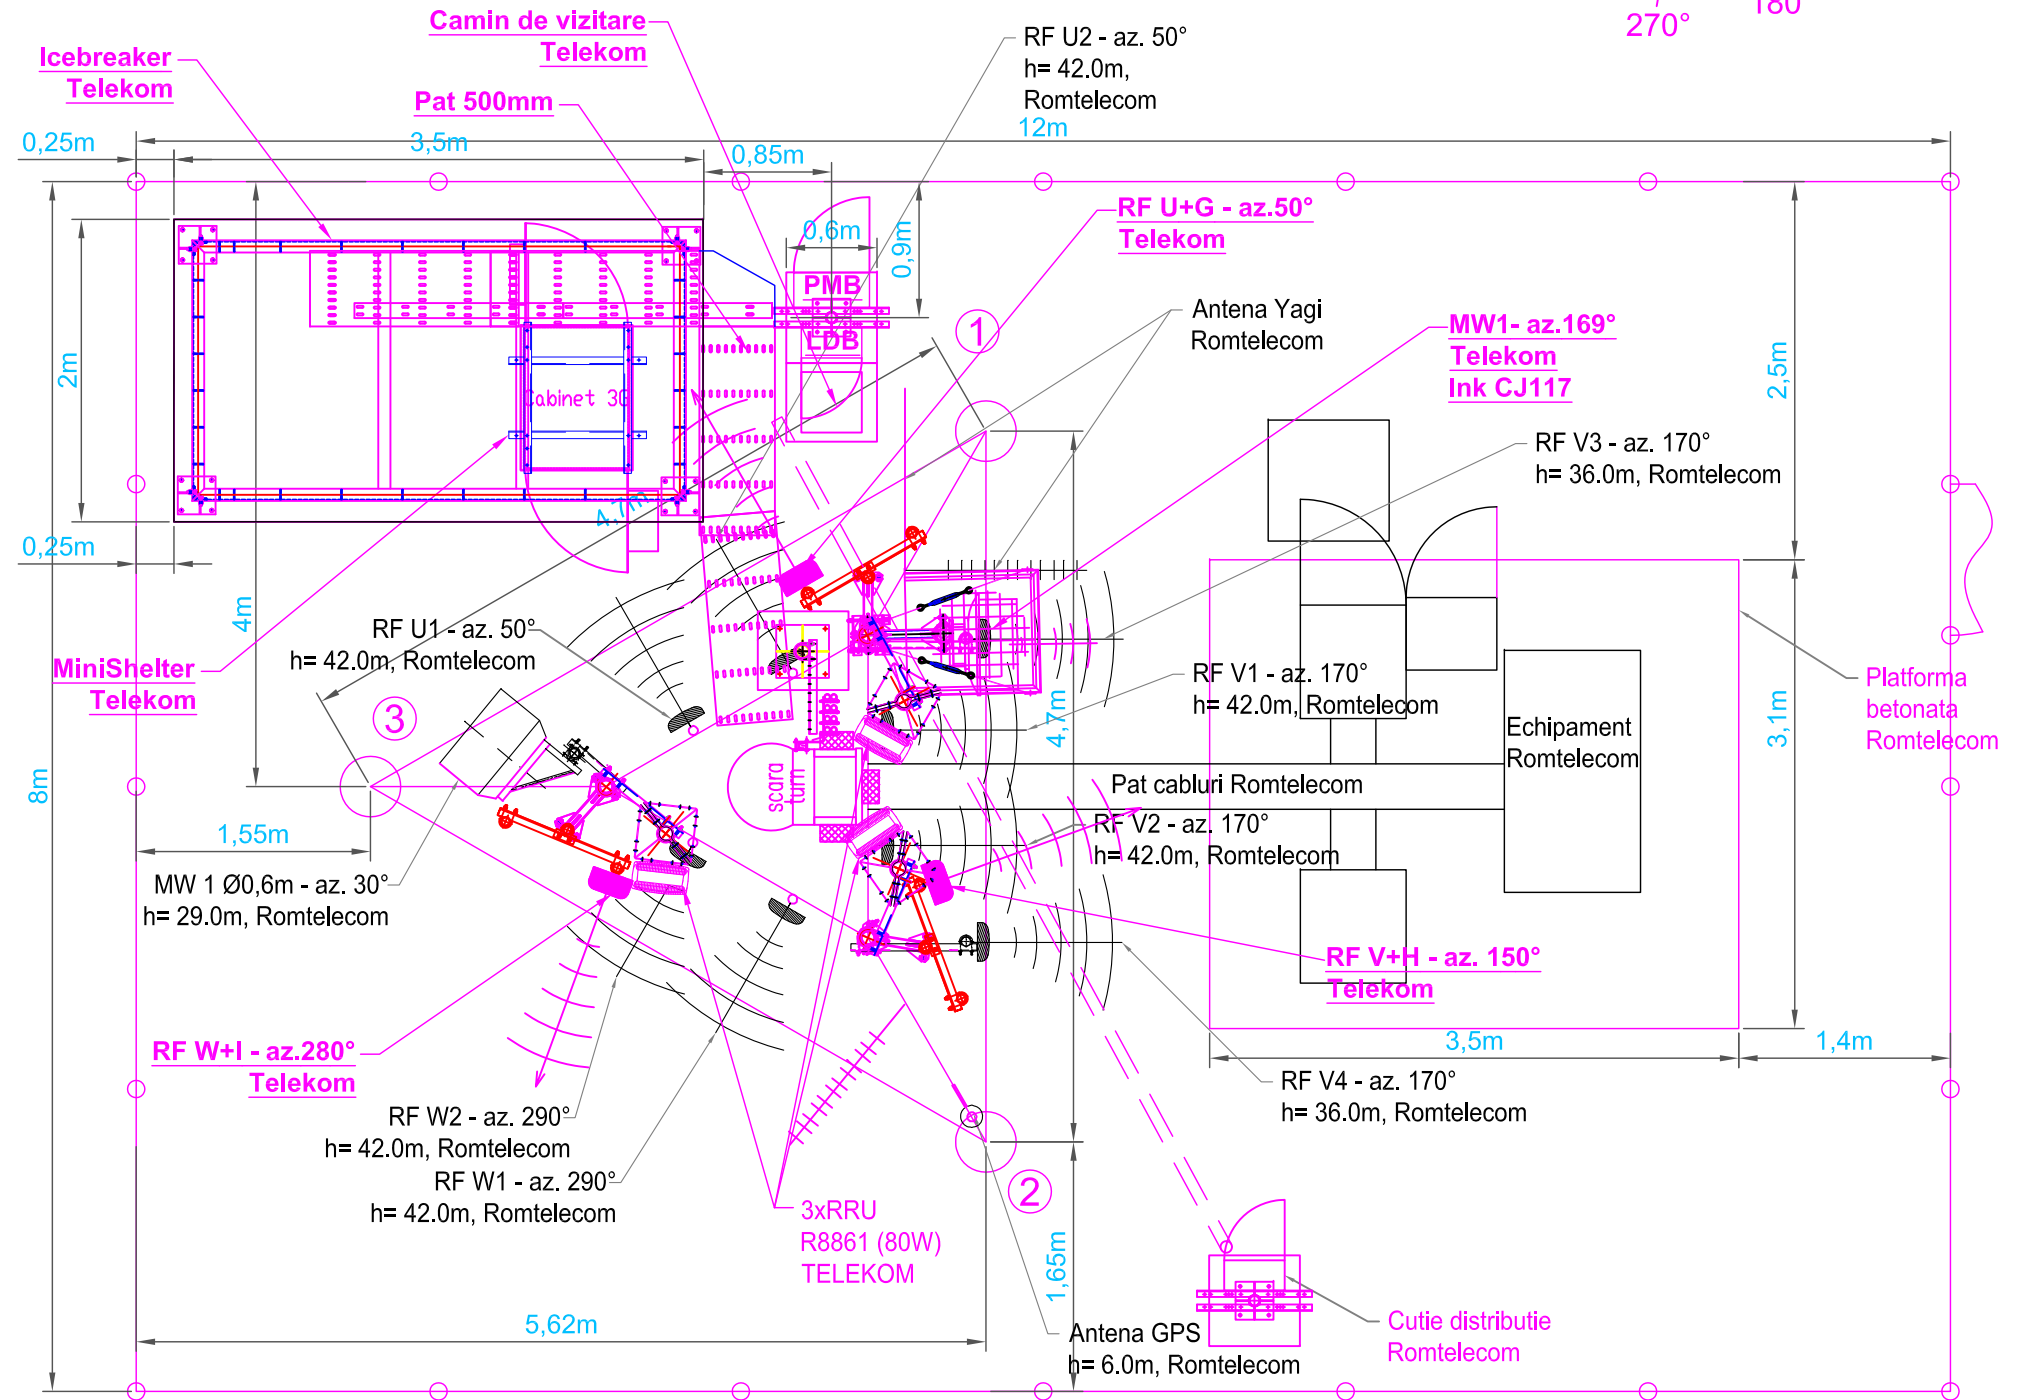 Camin de vizitare
Telekom
RF U2 - az. 50°
h= 42.0m,
Romtelecom
270°
180
Icebreaker
Telekom
Pat 500mm
12m
0,25m
3,5m
0,85m
RF U+G - az.50°
Telekom
0,6m
0,9m
PMB
LDB
Antena Yagi
Romtelecom
1
MW1- az.169°
Telekom
lnk CJ117
2m
2,5m
Cabinet 3G
RF V3 - az. 170°
h= 36.0m, Romtelecom
4,7m
0,25m
4m
RF U1 - az. 50°
h= 42.0m, Romtelecom
MiniShelter
Telekom
RF V1 - az. 170°
h= 42.0m, Romtelecom
4,7m
Platforma
betonata
Romtelecom
3,1m
3
Echipament
Romtelecom
scara
turn
Pat cabluri Romtelecom
8m
1,55m
RF V2 - az. 170°
h= 42.0m, Romtelecom
MW 1 Ø0,6m - az. 30°
h= 29.0m, Romtelecom
RF V+H - az. 150°
Telekom
RF W+I - az.280°
Telekom
3,5m
1,4m
RF V4 - az. 170°
h= 36.0m, Romtelecom
RF W2 - az. 290°
h= 42.0m, Romtelecom
RF W1 - az. 290°
h= 42.0m, Romtelecom
2
3xRRU
R8861 (80W)
TELEKOM
1,65m
5,62m
Antena GPS
h= 6.0m, Romtelecom
Cutie distributie
Romtelecom